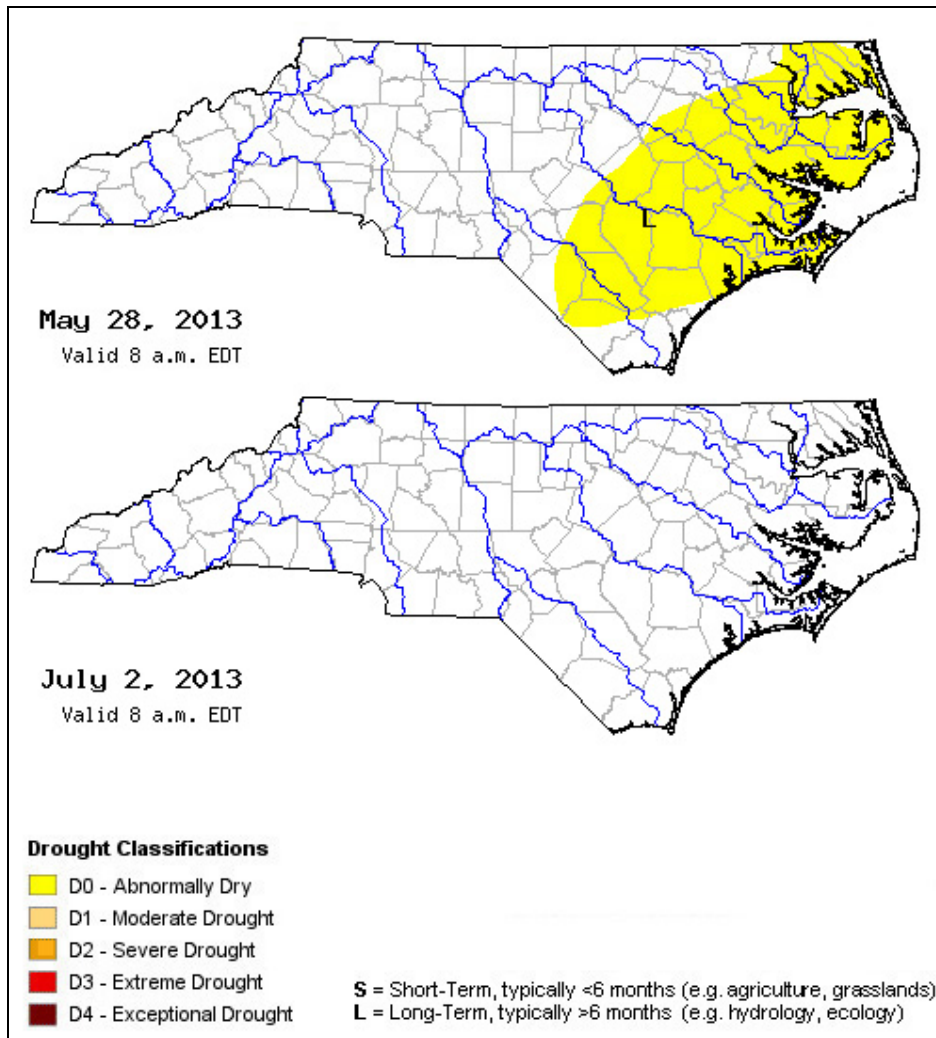 L
May 28, 2013
Valid 8 a.m. EDT
July 2, 2013
Valid 8 a.m. EDT
Drought Classifications
D0 - Abnormally Dry
D1 - Moderate Drought
D2 - Severe Drought
D3 - Extreme Drought
D4 - Exceptional Drought
S = Short-Term, typically <6 months (e.g. agriculture, grasslands)
L = Long-Term, typically >6 months (e.g. hydrology, ecology)